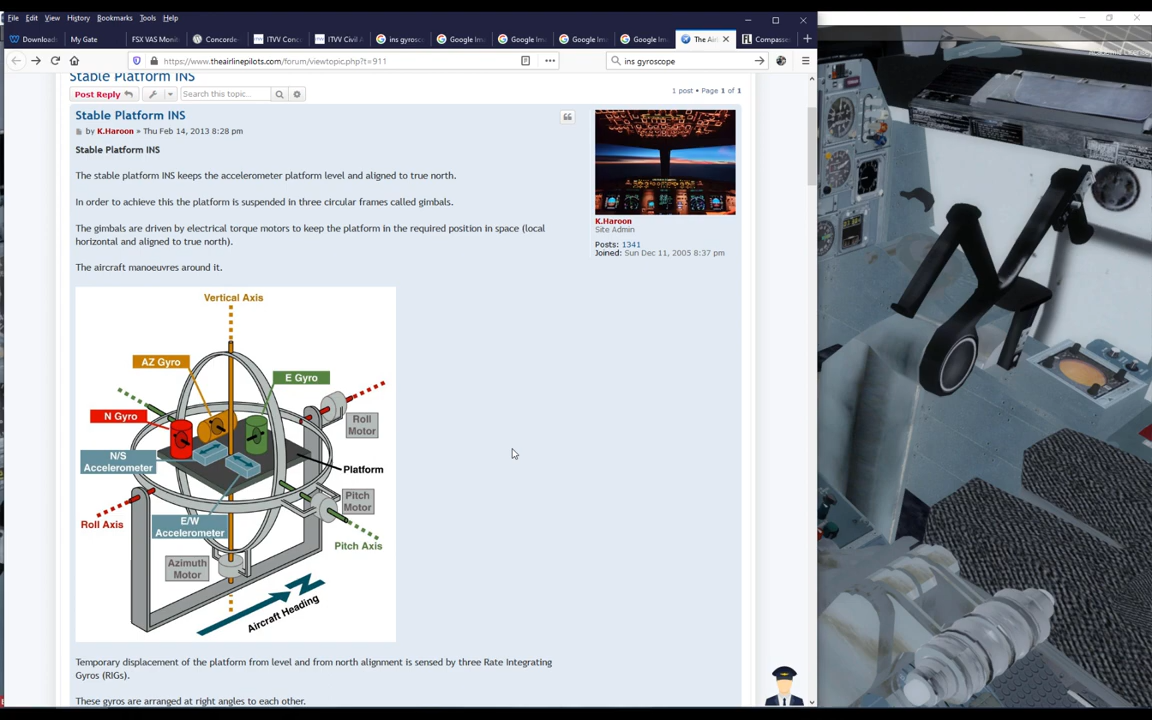 File Edit View History Bookmarks Tools Help
Download My Gate FSX VAS Moni Concorde ITVV Conc ITVV Civil A ins gyrosc Google Ima Google Ima Google Ima Google Ima The Air Compasse
https://www.theairlinepilots.com/forum/viewtopic.php?t=911 ins gyroscope
Stable Platform INS
Post Reply Search this topic... 1 post • Page 1 of 1
Stable Platform INS
by K.Haroon » Thu Feb 14, 2013 8:28 pm
Stable Platform INS
The stable platform INS keeps the accelerometer platform level and aligned to true north.
In order to achieve this the platform is suspended in three circular frames called gimbals.
The gimbals are driven by electrical torque motors to keep the platform in the required position in space (local
horizontal and aligned to true north).
The aircraft manoeuvres around it.
K.Haroon
Site Admin
Posts: 1341
Joined: Sun Dec 11, 2005 8:37 pm
Vertical Axis
AZ Gyro
E Gyro
N Gyro
Roll
Motor
N/S
Accelerometer
Platform
Pitch
Motor
Roll Axis
E/W
Accelerometer
Pitch Axis
Azimuth
Motor
Aircraft Heading
Temporary displacement of the platform from level and from north alignment is sensed by three Rate Integrating
Gyros (RIGs).
These gyros are arranged at right angles to each other.